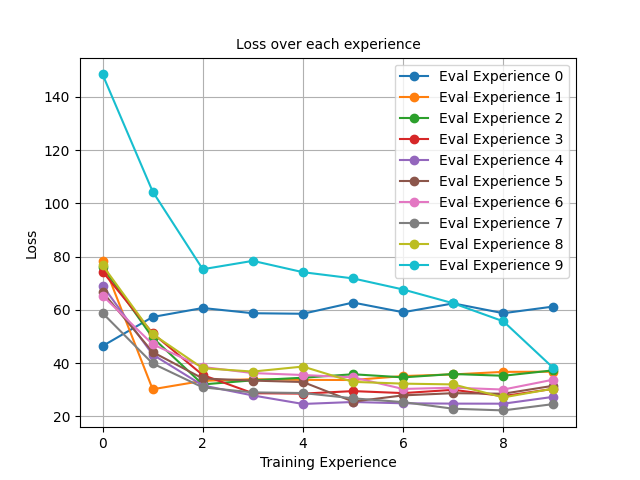 Loss over each experience
Eval Experience 0
Eval Experience 1
Eval Experience 2
Eval Experience 3
Eval Experience 4
Eval Experience 5
Eval Experience 6
Eval Experience 7
Eval Experience 8
Eval Experience 9
Loss
140
120
100
80
60
40
20
0 2 4 6 8
Training Experience